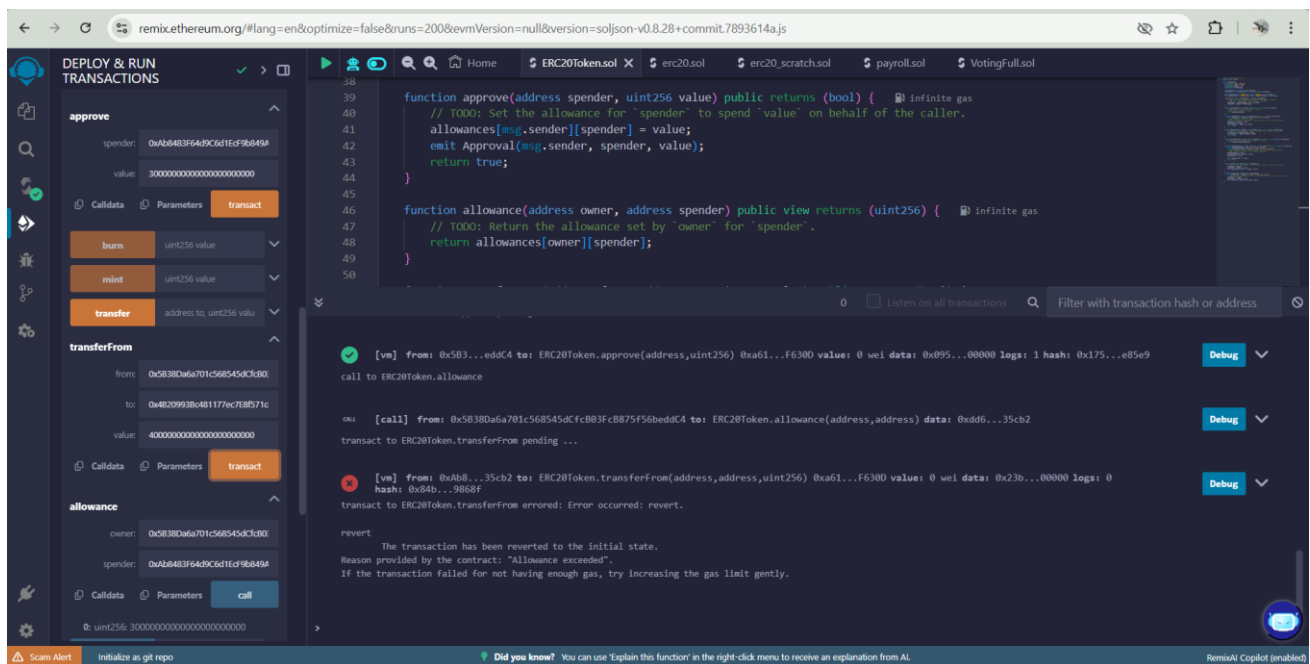 remix.ethereum.org/#lang=en&optimize=false&runs=200&evmVersion=null&version=soljson-v0.8.28+commit.7893614a.js
DEPLOY & RUN
TRANSACTIONS
approve
spender: 0xAb8483F64d9C6d1EcF9b849A
value:
Calldata Parameters transact
burn uint256 value
mint uint256 value
transfer address to, uint256 valu
transferFrom
from: 0x5B38Da6a701c568545dCfcB03
to: 0x4B20993Bc481177ec7E8f571c
value:
Calldata Parameters transact
allowance
owner: 0x5B38Da6a701c568545dCfcB03
spender: 0xAb8483F64d9C6d1EcF9b849A
Calldata Parameters call
0: uint256:
Home ERC20Token.sol erc20.sol erc20_scratch.sol payroll.sol VotingFull.sol
38
39 function approve(address spender, uint256 value) public returns (bool) { infinite gas
40 // TODO: Set the allowance for `spender` to spend `value` on behalf of the caller.
41 allowances[msg.sender][spender] = value;
42 emit Approval(msg.sender, spender, value);
43 return true;
44 }
45
46 function allowance(address owner, address spender) public view returns (uint256) { infinite gas
47 // TODO: Return the allowance set by `owner` for `spender`.
48 return allowances[owner][spender];
49 }
50
0 Listen on all transactions Filter with transaction hash or address
[vm] from: 0x5B3...eddC4 to: ERC20Token.approve(address,uint256) 0xa61...F630D value: 0 wei data: 0x095...00000 logs: 1 hash: 0x175...e85e9 Debug
call to ERC20Token.allowance
CALL [call] from: 0x5B38Da6a701c568545dCfcB03FcB875f56beddC4 to: ERC20Token.allowance(address,address) data: 0xdd6...35cb2 Debug
transact to ERC20Token.transferFrom pending ...
[vm] from: 0xAb8...35cb2 to: ERC20Token.transferFrom(address,address,uint256) 0xa61...F630D value: 0 wei data: 0x23b...00000 logs: 0 Debug
hash: 0x84b...9868f
transact to ERC20Token.transferFrom errored: Error occurred: revert.
revert
The transaction has been reverted to the initial state.
Reason provided by the contract: "Allowance exceeded".
If the transaction failed for not having enough gas, try increasing the gas limit gently.
>
Scam Alert Initialize as git repo Did you know? You can use 'Explain this function' in the right-click menu to receive an explanation from AI. RemixAI Copilot (enabled)